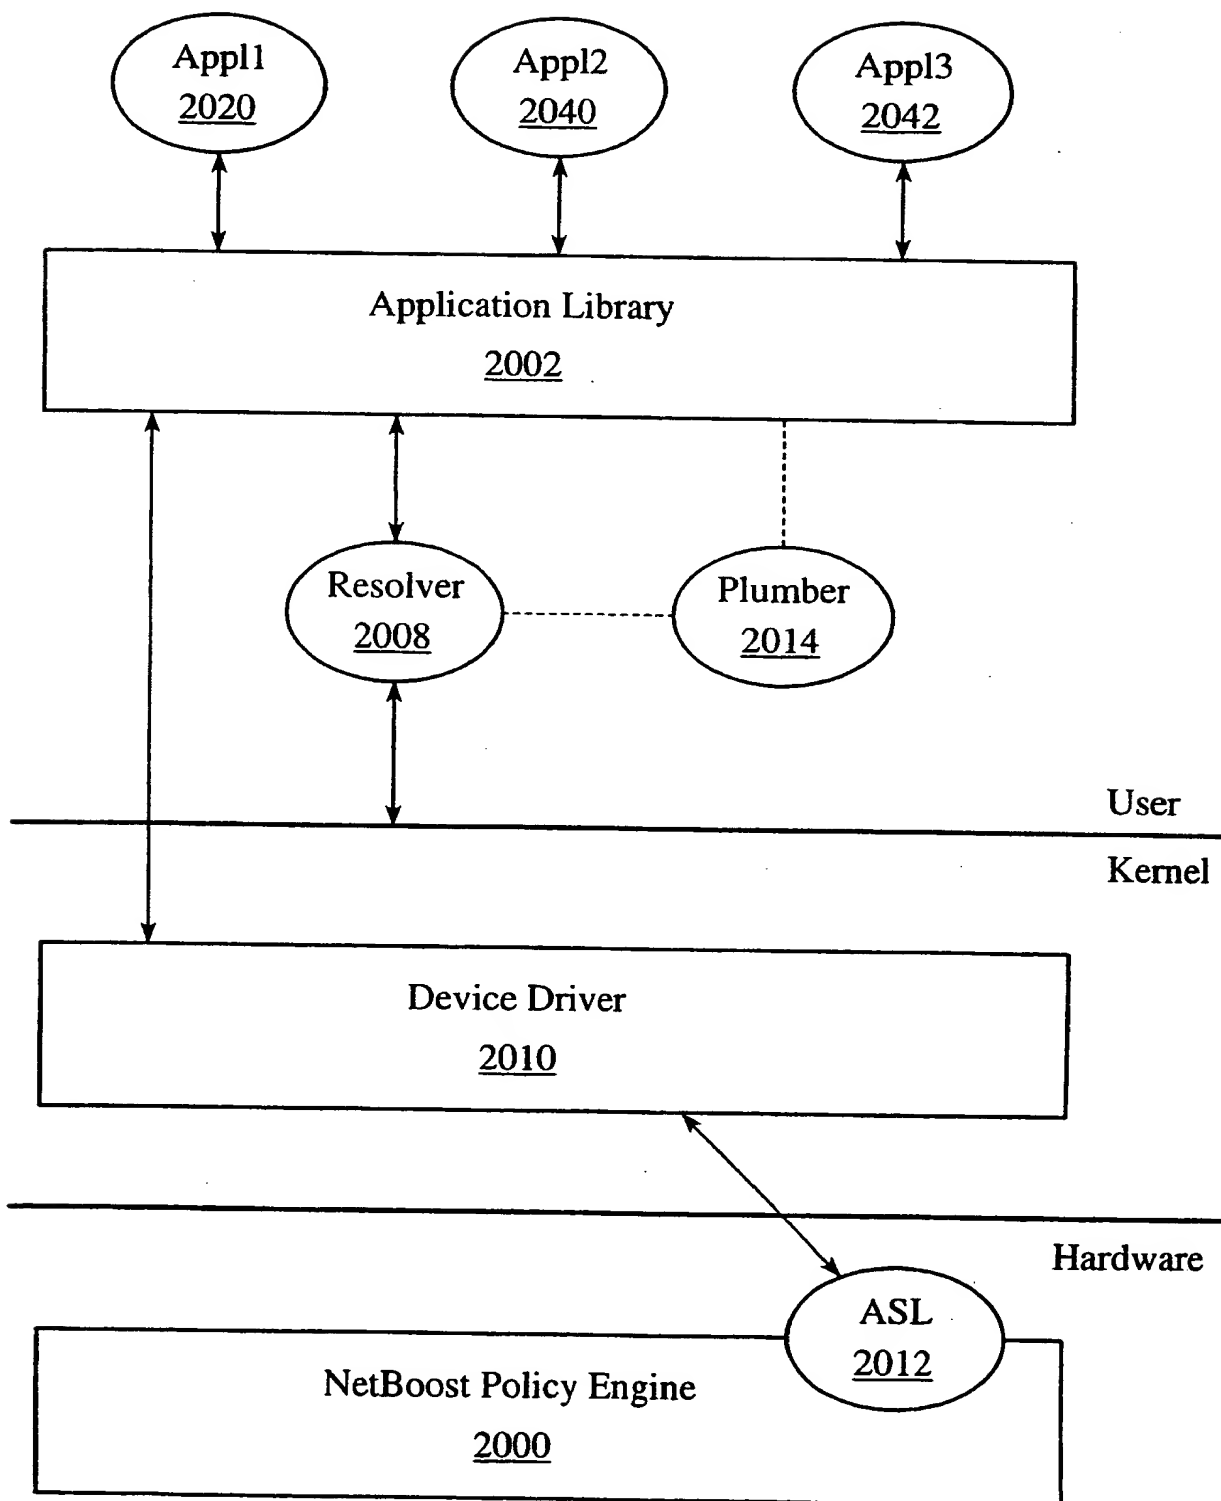 Appl1
2020
Appl2
2040
Appl3
2042
Application Library
2002
Resolver
2008
Plumber
2014
User
Kernel
Device Driver
2010
Hardware
ASL
2012
NetBoost Policy Engine
2000